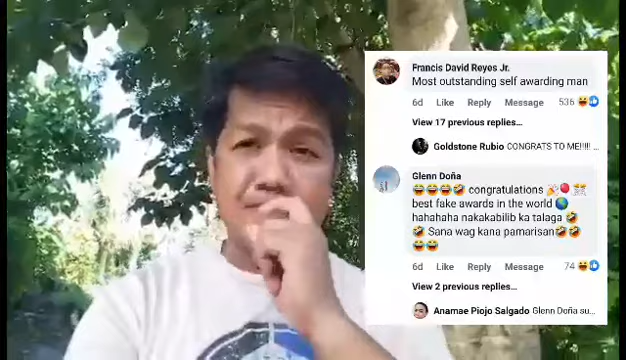 Francis David Reyes Jr.
Most outstanding self awarding man
6d Like Reply Message 536
View 17 previous replies...
Goldstone Rubio CONGRATS TO ME!!!! ...
Glenn Doña
😂😂😂🤣 congratulations 🎉🎈🎊
best fake awards in the world 🌎
hahahaha nakakabilib ka talaga 🤣
🤣 Sana wag kana pamarisan🤣🤣
😂😂
6d Like Reply Message 74
View 2 previous replies...
Anamae Piojo Salgado Glenn Doña su...